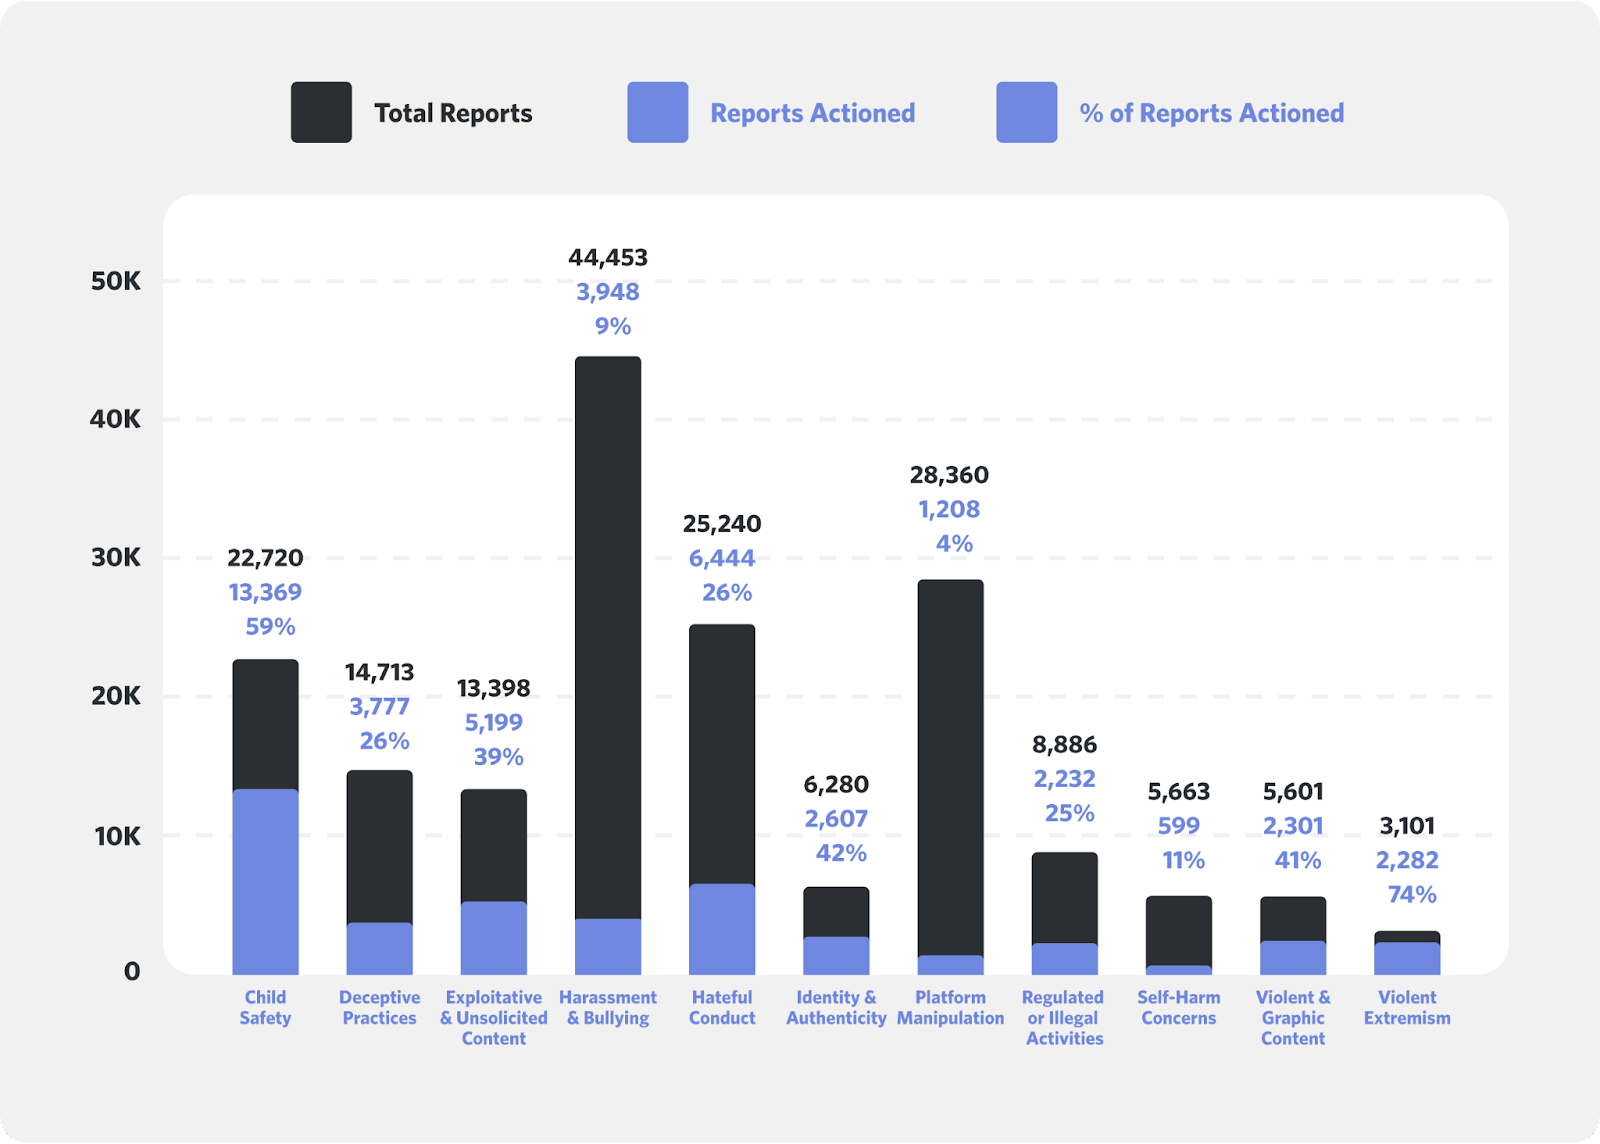 Total Reports
Reports Actioned
% of Reports Actioned
50K
40K
30K
20K
10K
0
22,720
13,369
59%
14,713
3,777
26%
13,398
5,199
39%
44,453
3,948
9%
25,240
6,444
26%
6,280
2,607
42%
28,360
1,208
4%
8,886
2,232
25%
5,663
599
11%
5,601
2,301
41%
3,101
2,282
74%
Child
Safety
Deceptive
Practices
Exploitative
& Unsolicited
Content
Harassment
& Bullying
Hateful
Conduct
Identity &
Authenticity
Platform
Manipulation
Regulated
or Illegal
Activities
Self-Harm
Concerns
Violent &
Graphic
Content
Violent
Extremism